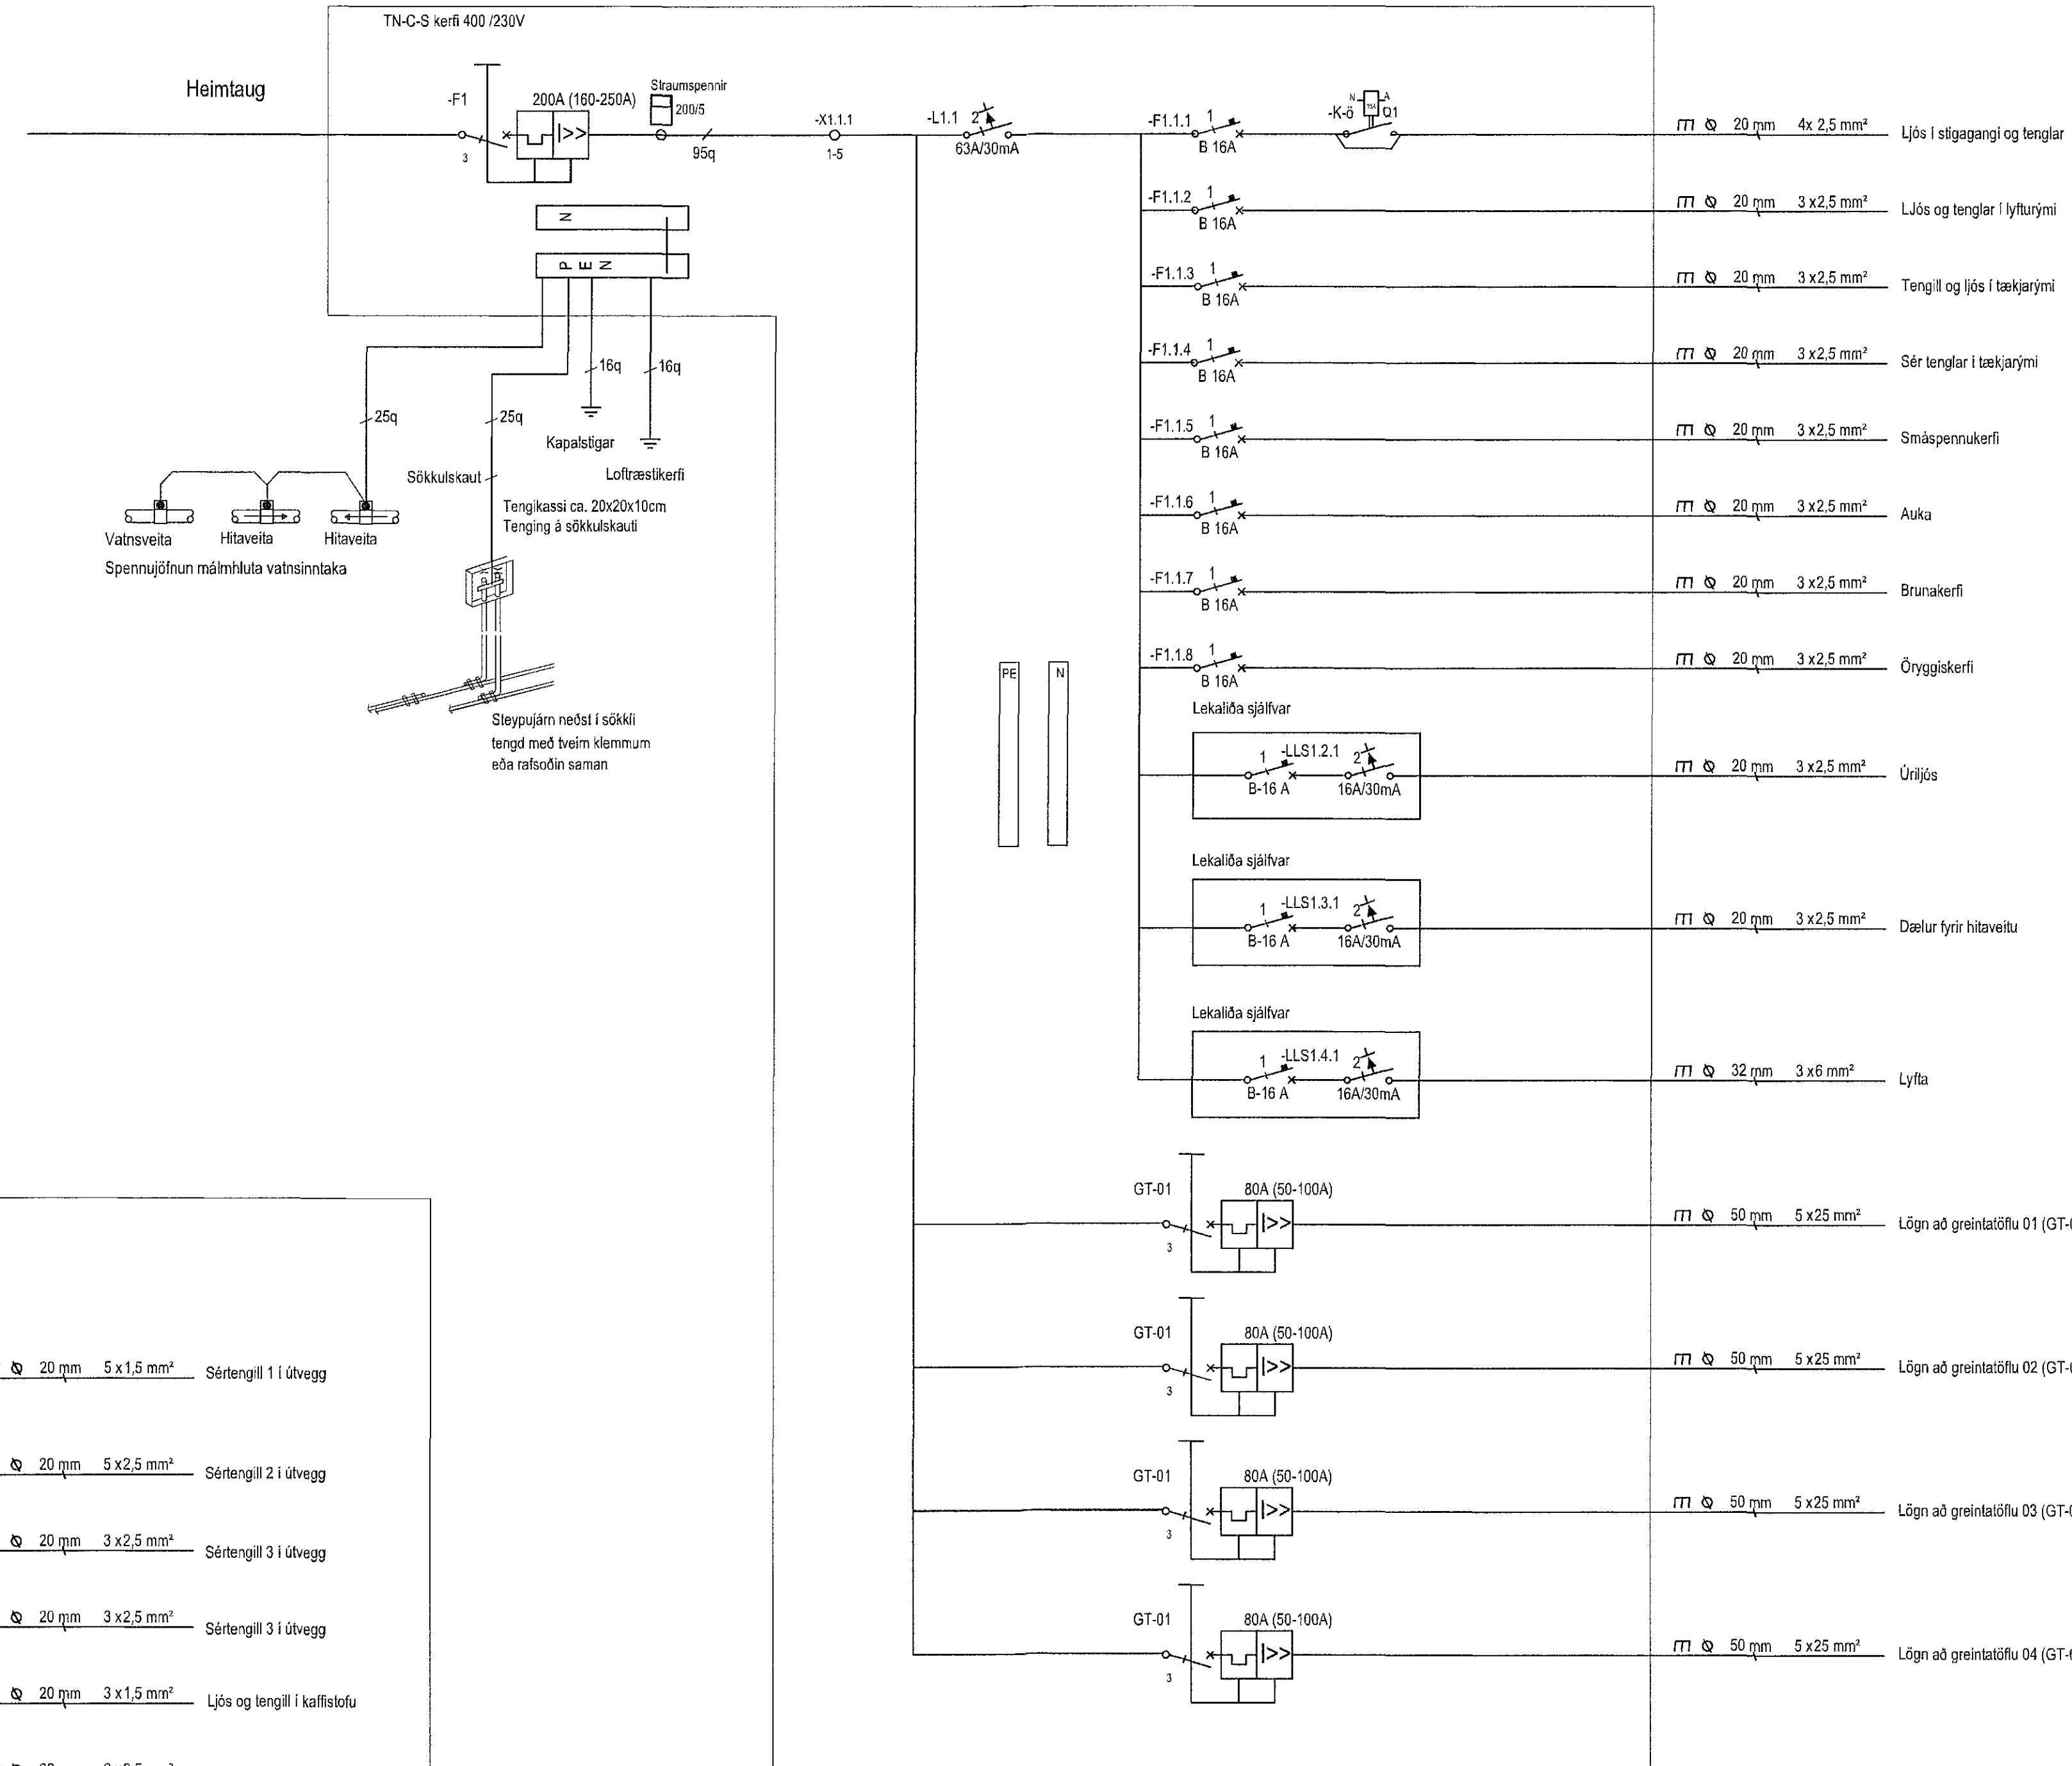 TN-C-S kerfi 400 /230V
Heimtaug
-F1
200A (160-250A)
Straumspennir
200/5
3
95q
-X1.1.1
1-5
-L1.1
2
63A/30mA
N
PEN
16q
16q
25q
25q
Kapalstigar
Loftræstikerfi
Sökkulskaut
Tengikassi ca. 20x20x10cm
Tenging á sökkulskauti
Vatnsveita
Hitaveita
Hitaveita
Spennujöfnun málmhluta vatnsinntaka
Steypujárn neðst í sökkli
tengd með tveim klemmum
eða rafsoðin saman
PE
N
-F1.1.1
1
B 16A
-K-ö
N
A
Q1
20 mm 4x 2,5 mm²
Ljós í stigagangi og tenglar
-F1.1.2
1
B 16A
20 mm 3 x2,5 mm²
LJós og tenglar í lyfturými
-F1.1.3
1
B 16A
20 mm 3 x2,5 mm²
Tengill og ljós í tækjarými
-F1.1.4
1
B 16A
20 mm 3 x2,5 mm²
Sér tenglar í tækjarými
-F1.1.5
1
B 16A
20 mm 3 x2,5 mm²
Smáspennukerfi
-F1.1.6
1
B 16A
20 mm 3 x2,5 mm²
Auka
-F1.1.7
1
B 16A
20 mm 3 x2,5 mm²
Brunakerfi
-F1.1.8
1
B 16A
20 mm 3 x2,5 mm²
Öryggiskerfi
Lekaliða sjálfvar
1
-LLS1.2.1
2
B-16 A
16A/30mA
20 mm 3 x2,5 mm²
Úriljós
Lekaliða sjálfvar
1
-LLS1.3.1
2
B-16 A
16A/30mA
20 mm 3 x2,5 mm²
Dælur fyrir hitaveitu
Lekaliða sjálfvar
1
-LLS1.4.1
2
B-16 A
16A/30mA
32 mm 3 x6 mm²
Lyfta
GT-01
80A (50-100A)
3
50 mm 5 x25 mm²
Lögn að greintatöflu 01 (GT-
GT-01
80A (50-100A)
3
50 mm 5 x25 mm²
Lögn að greintatöflu 02 (GT-
GT-01
80A (50-100A)
3
50 mm 5 x25 mm²
Lögn að greintatöflu 03 (GT-
GT-01
80A (50-100A)
3
50 mm 5 x25 mm²
Lögn að greintatöflu 04 (GT-
20 mm 5 x1,5 mm² Sértengill 1 í útvegg
20 mm 5 x2,5 mm² Sértengill 2 í útvegg
20 mm 3 x2,5 mm² Sértengill 3 í útvegg
20 mm 3 x2,5 mm² Sértengill 3 í útvegg
20 mm 3 x1,5 mm² Ljós og tengill í kaffistofu